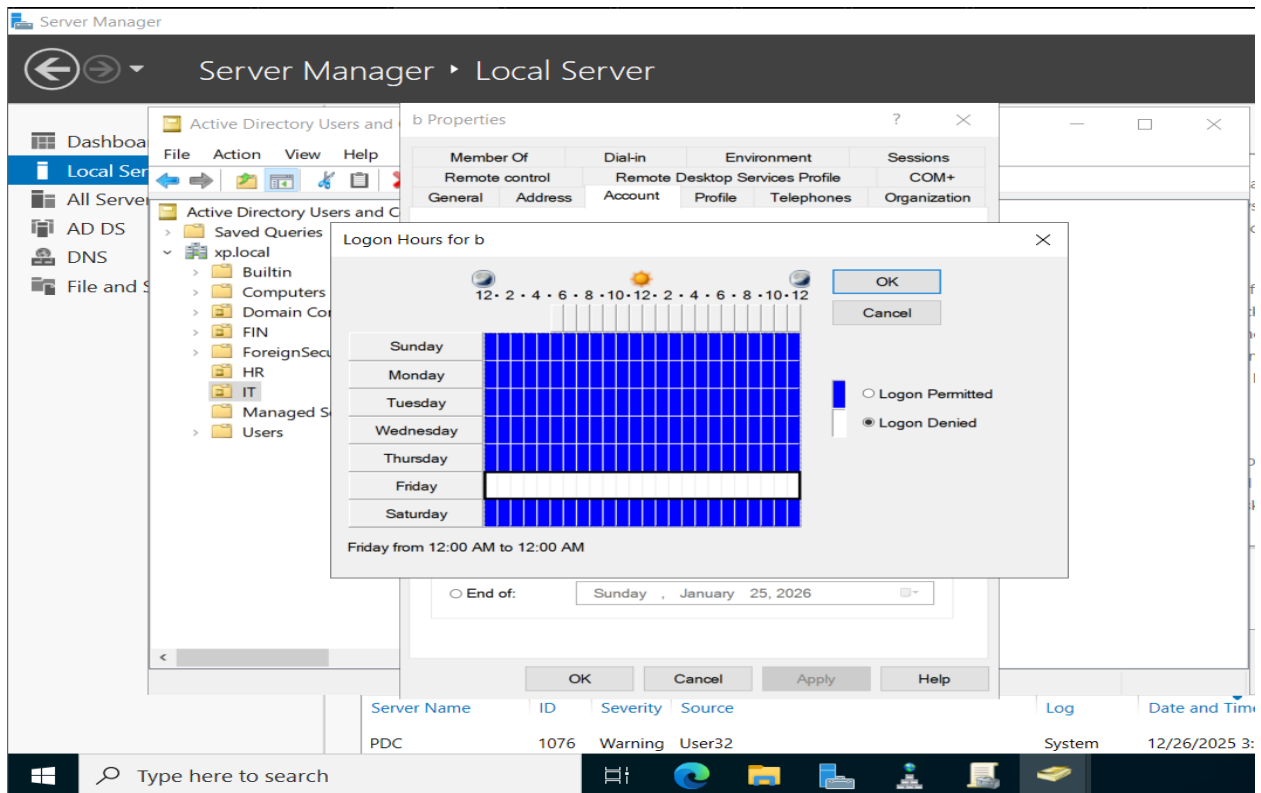 Server Manager
Server Manager ‣ Local Server
Dashboa
Local Ser
All Server
AD DS
DNS
File and S
Active Directory Users and
File Action View Help
Active Directory Users and C
Saved Queries
xp.local
Builtin
Computers
Domain Cor
FIN
ForeignSecu
HR
IT
Managed S
Users
b Properties ?
Member Of Dial-in Environment Sessions
Remote control Remote Desktop Services Profile COM+
General Address Account Profile Telephones Organization
Logon Hours for b
12 · 2 · 4 · 6 · 8 · 10 · 12 · 2 · 4 · 6 · 8 · 10 · 12
Sunday
Monday
Tuesday
Wednesday
Thursday
Friday
Saturday
Friday from 12:00 AM to 12:00 AM
OK
Cancel
Logon Permitted
Logon Denied
End of: Sunday , January 25, 2026
OK Cancel Apply Help
Server Name ID Severity Source Log Date and Time
PDC 1076 Warning User32 System 12/26/2025 3:
Type here to search